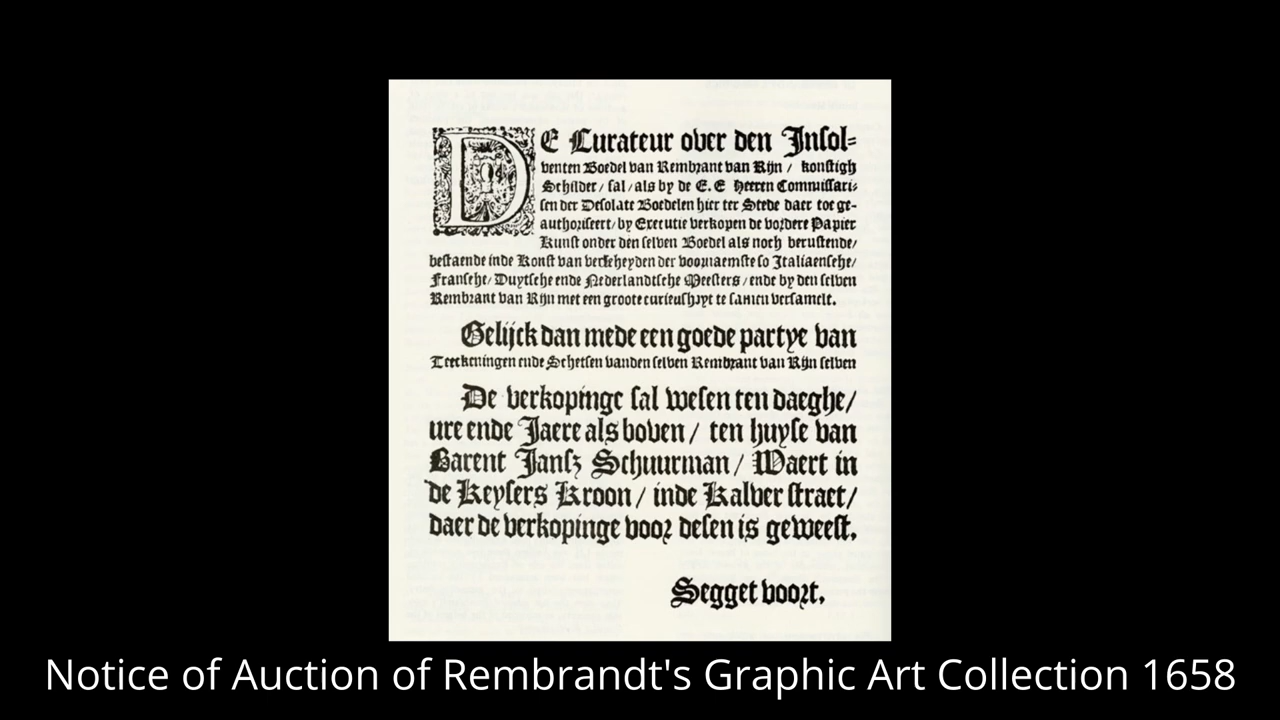 DE Curateur over den Insol-
venten Boedel van Rembrant van Rijn / konstigh
Schilder / sal / als by de E. E Heeren Commissari-
sen der Desolate Boedelen hier ter Stede daer toe ge-
authoriseert / by Executie verkopen de vordere Papier
Kunst onder den selven Boedel als noch berustende /
bestaende inde Konst van verscheyden der voornaemste so Italiaensche /
Fransche / Duytsche ende Nederlandtsche Meesters / ende by den selven
Rembrant van Rijn met een groote curieusheyt te samen versamelt.
Gelijck dan mede een goede partye van
Teeckeningen ende Schetsen vanden selven Rembrant van Rijn selven
De verkopinge sal wesen ten daeghe /
ure ende Jaere als boven / ten huyse van
Barent Jansz Schuurman / Waert in
de Keysers Kroon / inde Kalverstraet /
daer de verkopinge voor desen is geweest.
Segget voort.
Notice of Auction of Rembrandt's Graphic Art Collection 1658